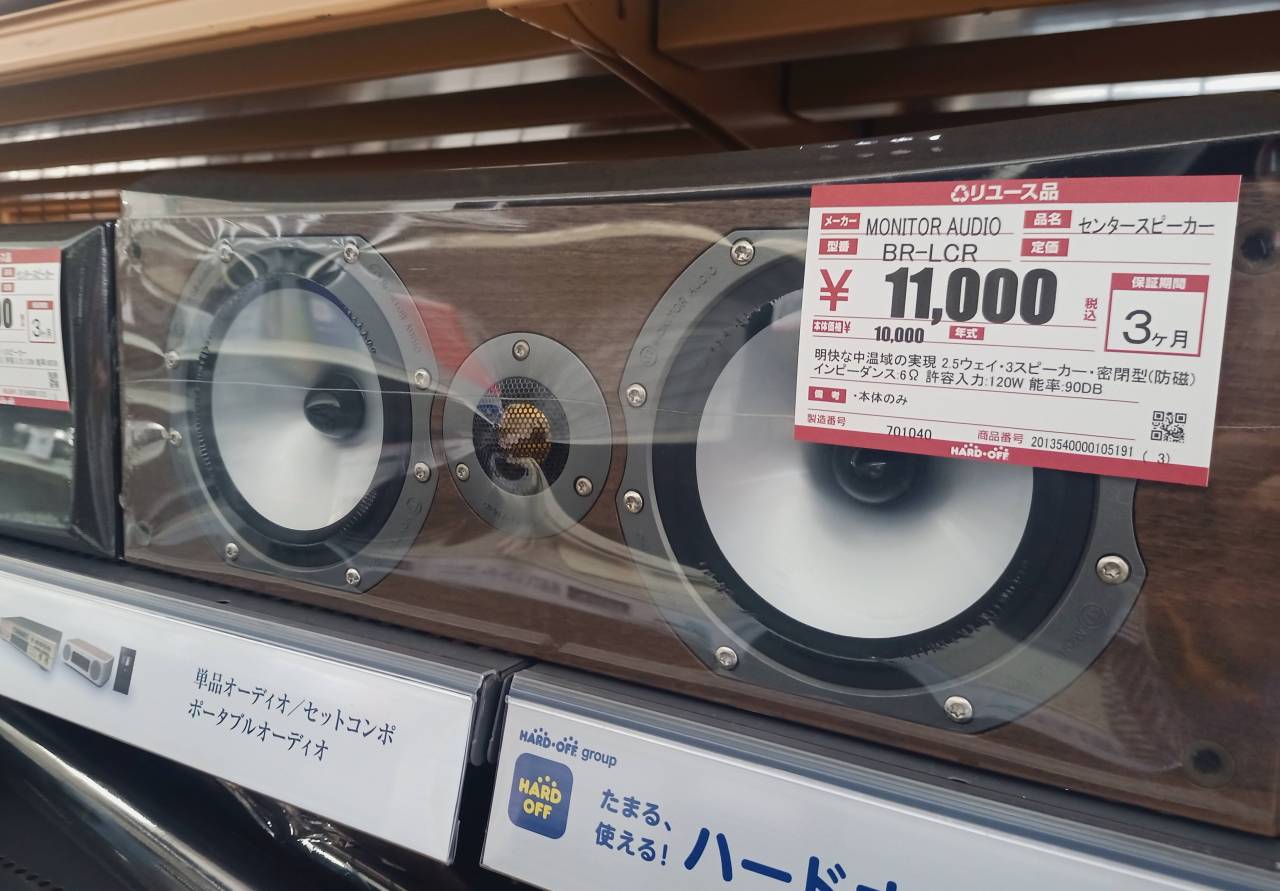 リユース品
メーカー MONITOR AUDIO 品名 センタースピーカー
型番 BR-LCR 定価
¥ 11,000 税込
本体価格¥ 10,000 年式
保証期間
3ヶ月
明快な中温域の実現 2.5ウェイ・3スピーカー・密閉型(防磁)
インピーダンス:6Ω 許容入力:120W 能率:90DB
備考 ・本体のみ
製造番号 701040 商品番号 2013540000105191 ( 3)
HARD・OFF
MONITOR AUDIO
3ヶ月
単品オーディオ/セットコンポ
ポータブルオーディオ
HARD・OFF group
HARD
OFF
たまる、
使える!
ハード